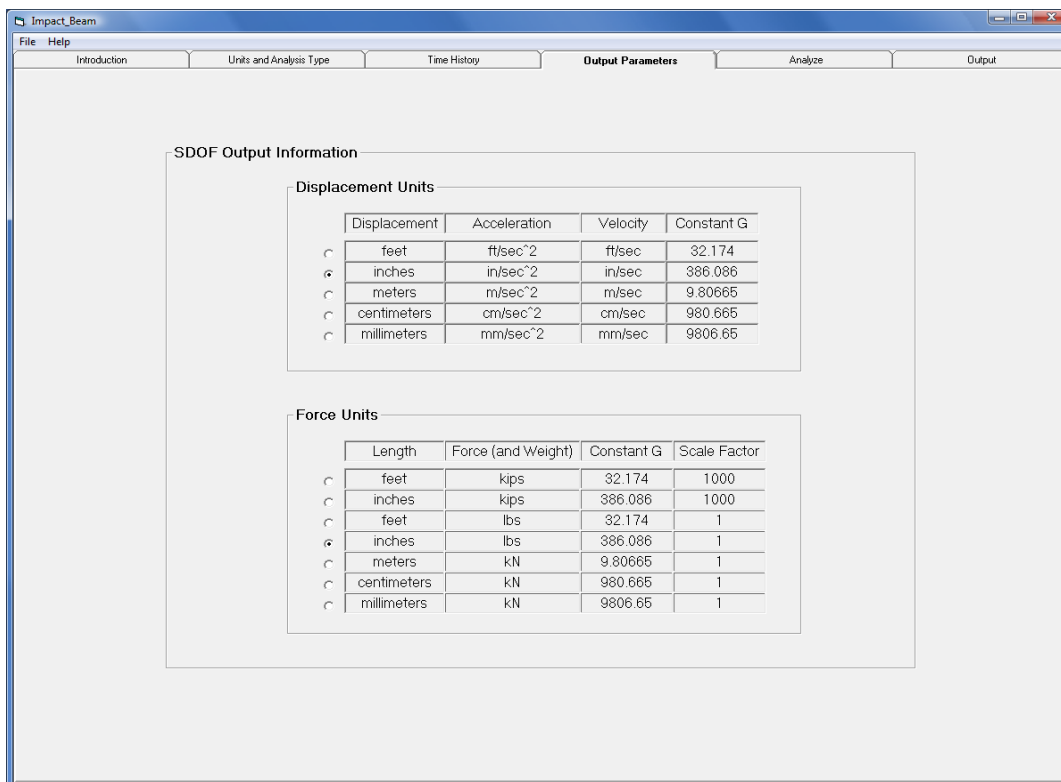 Impact_Beam
File Help
Introduction Units and Analysis Type Time History Output Parameters Analyze Output
SDOF Output Information
Displacement Units
Displacement Acceleration Velocity Constant G
feet ft/sec^2 ft/sec 32.174
inches in/sec^2 in/sec 386.086
meters m/sec^2 m/sec 9.80665
centimeters cm/sec^2 cm/sec 980.665
millimeters mm/sec^2 mm/sec 9806.65
Force Units
Length Force (and Weight) Constant G Scale Factor
feet kips 32.174 1000
inches kips 386.086 1000
feet lbs 32.174 1
inches lbs 386.086 1
meters kN 9.80665 1
centimeters kN 980.665 1
millimeters kN 9806.65 1